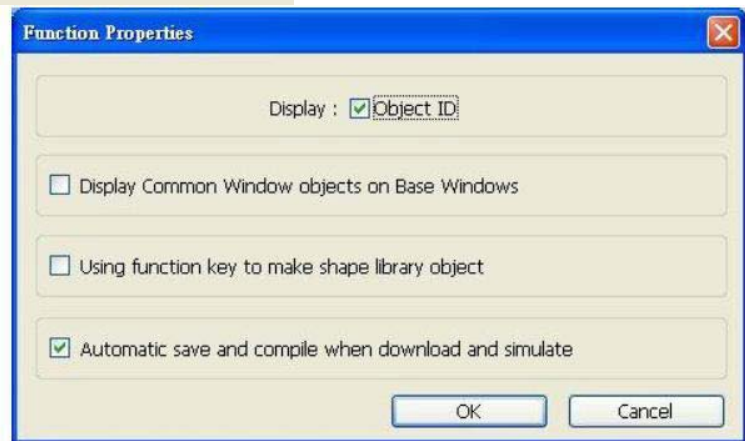 Function Properties
Display : Object ID
Display Common Window objects on Base Windows
Using function key to make shape library object
Automatic save and compile when download and simulate
OK Cancel